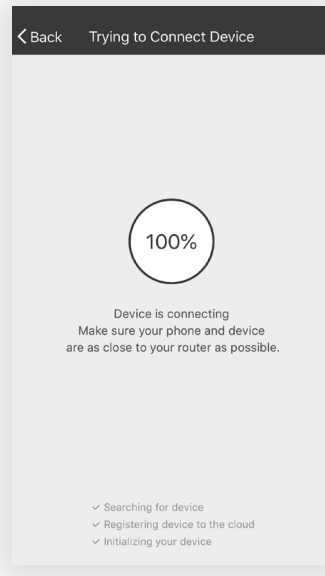 Back Trying to Connect Device
100%
Device is connecting
Make sure your phone and device
are as close to your router as possible.
✓ Searching for device
✓ Registering device to the cloud
✓ Initializing your device